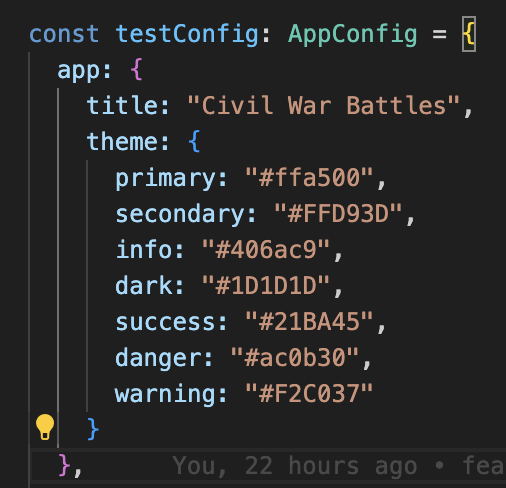 const testConfig: AppConfig = {
app: {
title: "Civil War Battles",
theme: {
primary: "#ffa500",
secondary: "#FFD93D",
info: "#406ac9",
dark: "#1D1D1D",
success: "#21BA45",
danger: "#ac0b30",
warning: "#F2C037"
}
}, You, 22 hours ago • fea